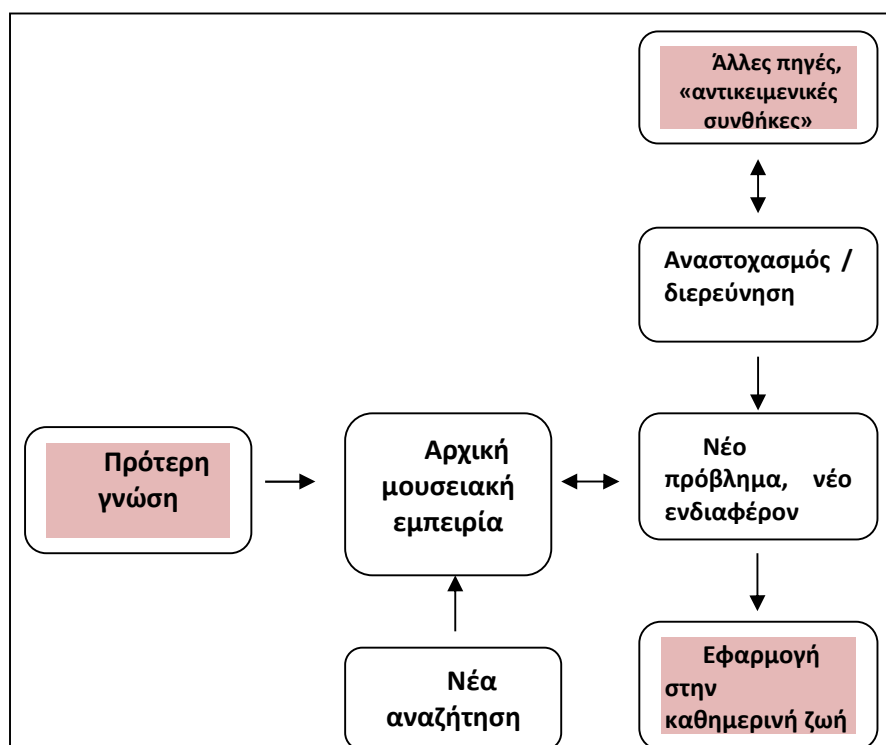 Άλλες πηγές,
«αντικειμενικές
συνθήκες»
Αναστοχασμός /
διερεύνηση
Πρότερη
γνώση
Αρχική
μουσειακή
εμπειρία
Νέο
πρόβλημα, νέο
ενδιαφέρον
Νέα
αναζήτηση
Εφαρμογή
στην
καθημερινή ζωή